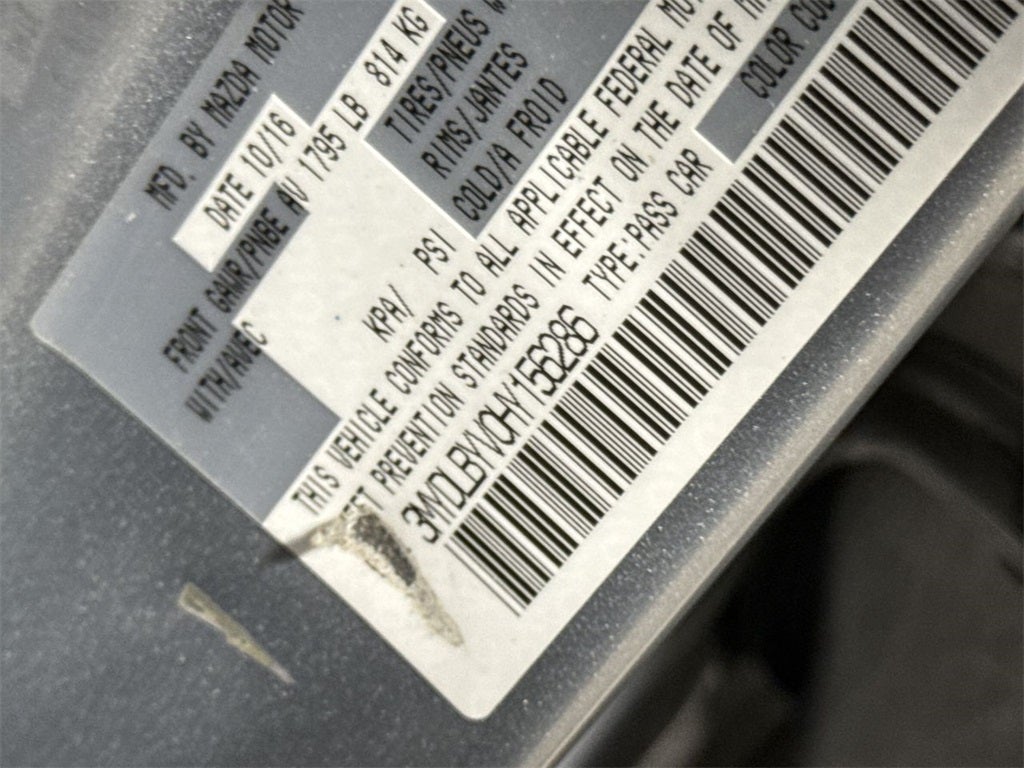 MFD. BY MAZDA MOTOR
DATE 10/16
FRONT GAWR/PNBE AV 1795 LB 814 KG
WITH/AVEC TIRES/PNEUS
RIMS/JANTES
KPA/ PSI COLD/A FROID
THIS VEHICLE CONFORMS TO ALL APPLICABLE FEDERAL
PREVENTION STANDARDS IN EFFECT ON THE DATE OF
3MYDLBYV0HY156286 TYPE:PASS CAR
COLOR